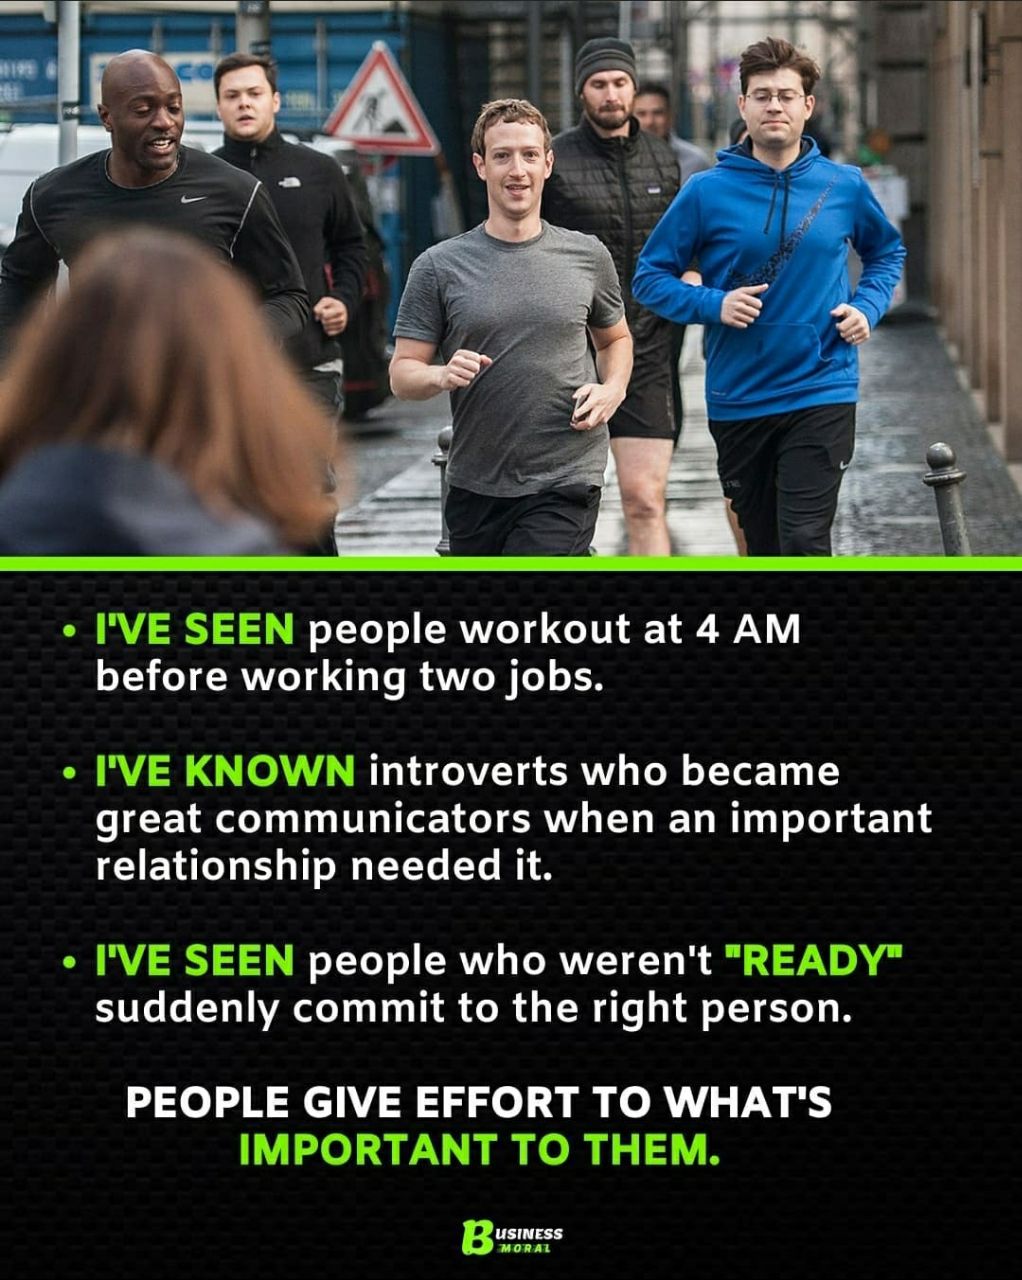 • I'VE SEEN people workout at 4 AM
before working two jobs.
• I'VE KNOWN introverts who became
great communicators when an important
relationship needed it.
• I'VE SEEN people who weren't "READY"
suddenly commit to the right person.
PEOPLE GIVE EFFORT TO WHAT'S
IMPORTANT TO THEM.
BUSINESS
MORAL